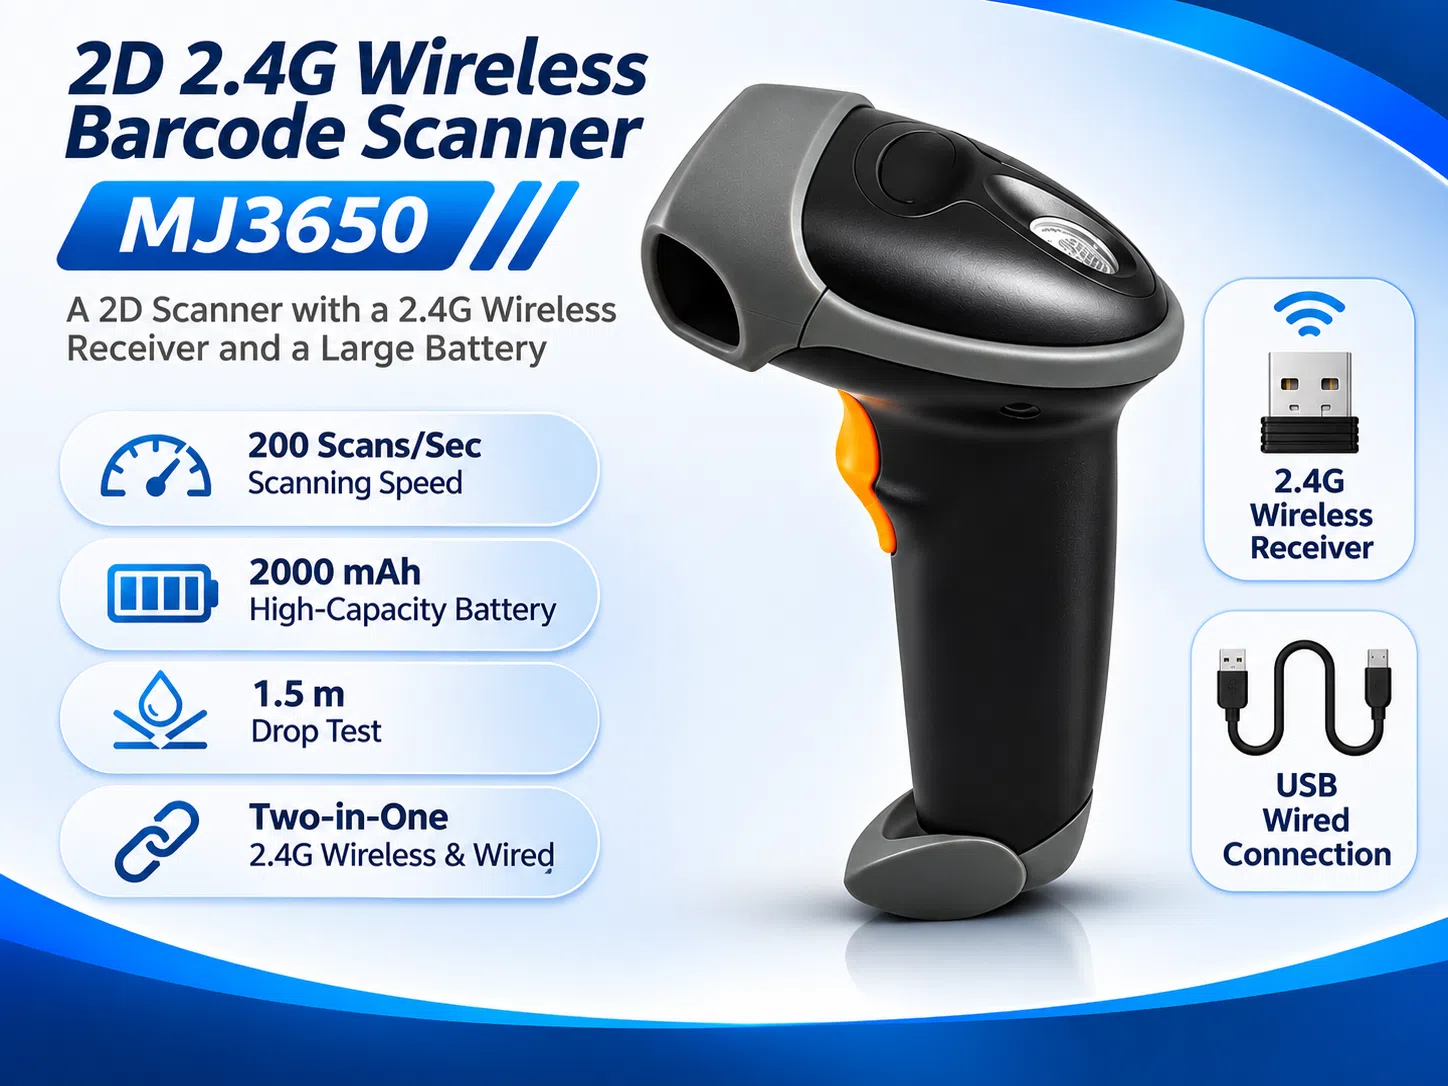 2D 2.4G Wireless
Barcode Scanner
MJ3650
A 2D Scanner with a 2.4G Wireless
Receiver and a Large Battery
200 Scans/Sec
Scanning Speed
2000 mAh
High-Capacity Battery
1.5 m
Drop Test
Two-in-One
2.4G Wireless & Wired
2.4G
Wireless
Receiver
USB
Wired
Connection